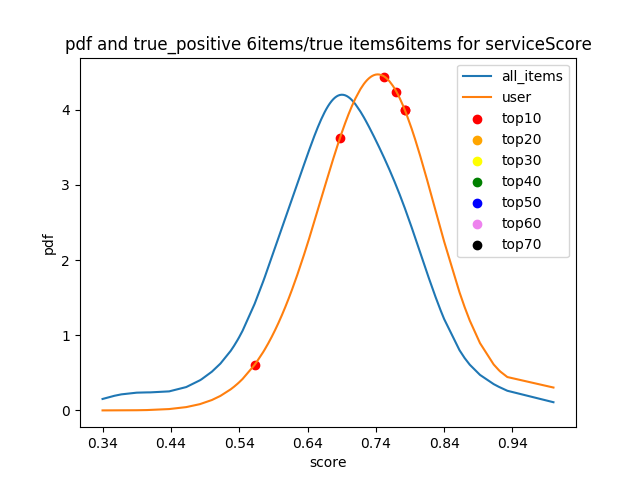 pdf and true_positive 6items/true items6items for serviceScore
all_items
user
top10
top20
top30
top40
top50
top60
top70
pdf
4
3
2
1
0
0.34 0.44 0.54 0.64 0.74 0.84 0.94
score